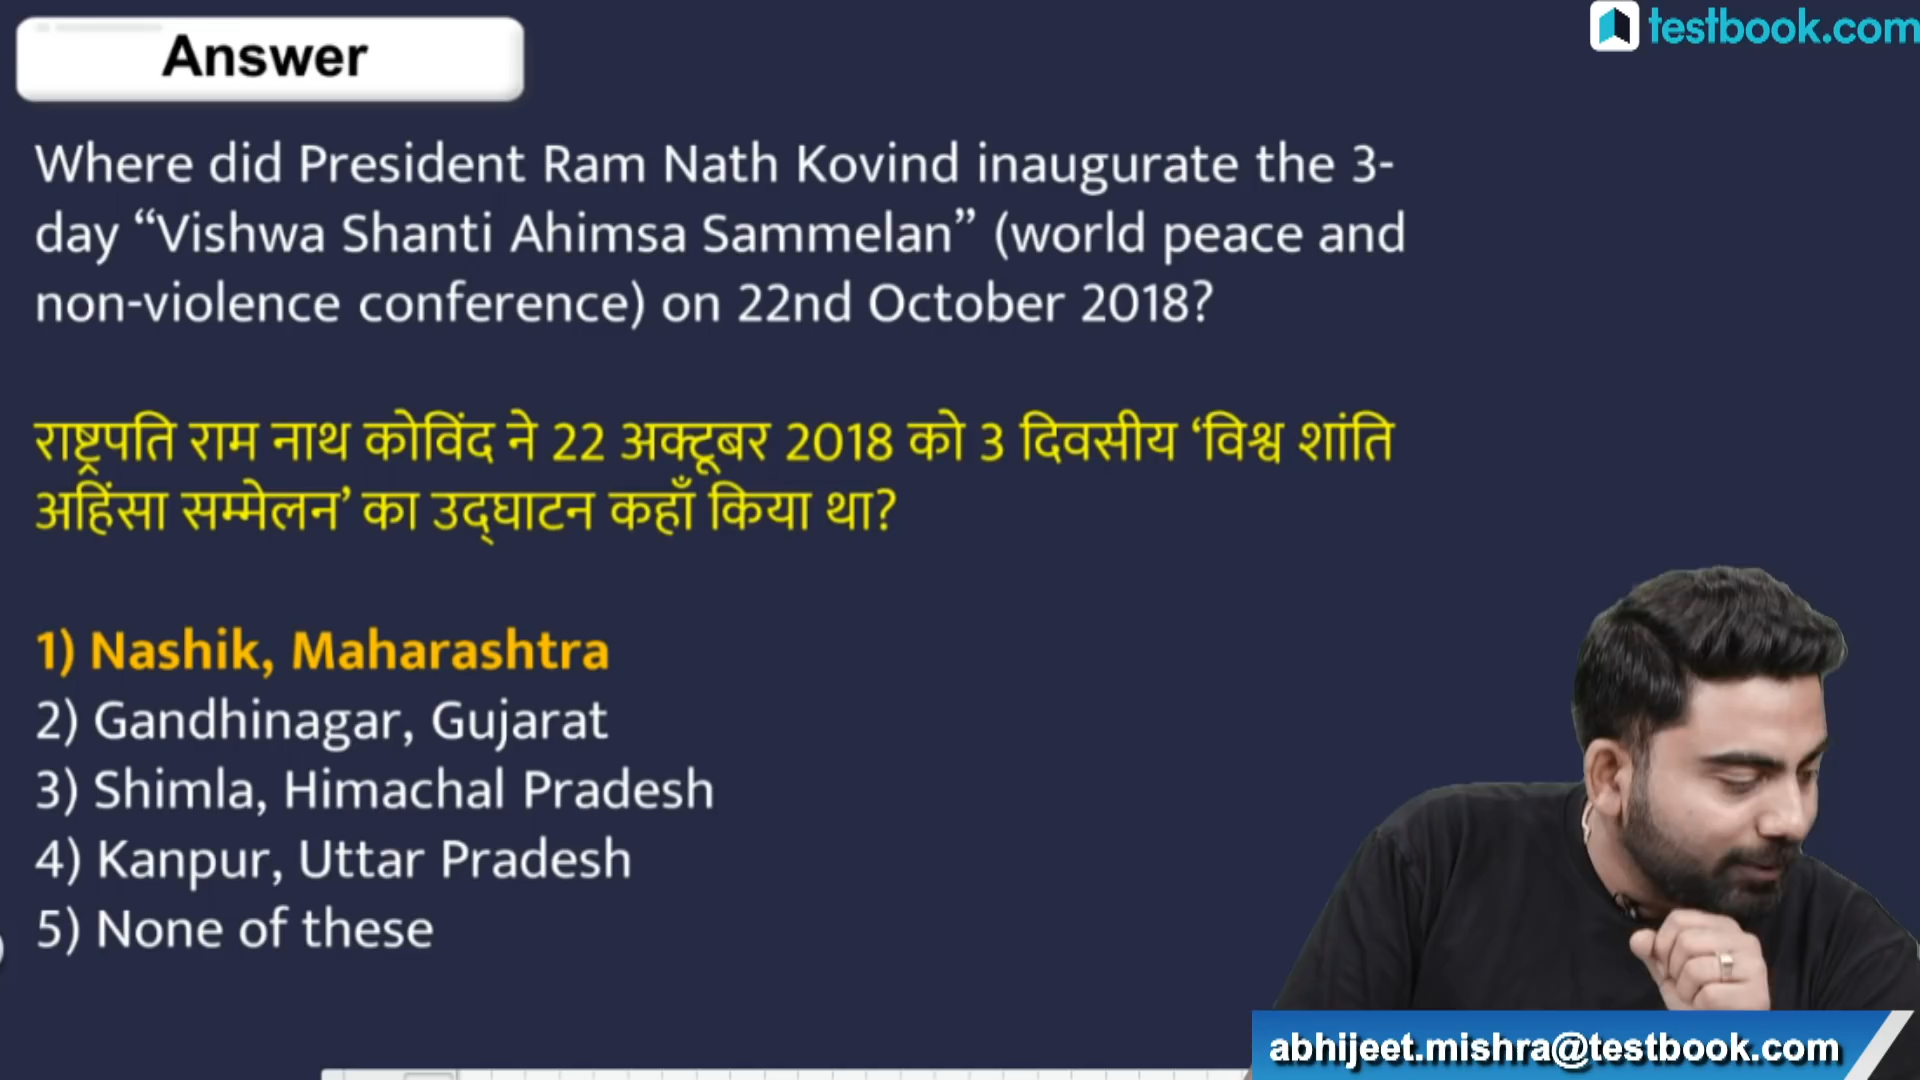 Answer
testbook.com
Where did President Ram Nath Kovind inaugurate the 3-
day “Vishwa Shanti Ahimsa Sammelan” (world peace and
non-violence conference) on 22nd October 2018?
राष्ट्रपति राम नाथ कोविंद ने 22 अक्टूबर 2018 को 3 दिवसीय ‘विश्व शांति
अहिंसा सम्मेलन’ का उद्घाटन कहाँ किया था?
1) Nashik, Maharashtra
2) Gandhinagar, Gujarat
3) Shimla, Himachal Pradesh
4) Kanpur, Uttar Pradesh
5) None of these
abhijeet.mishra@testbook.com